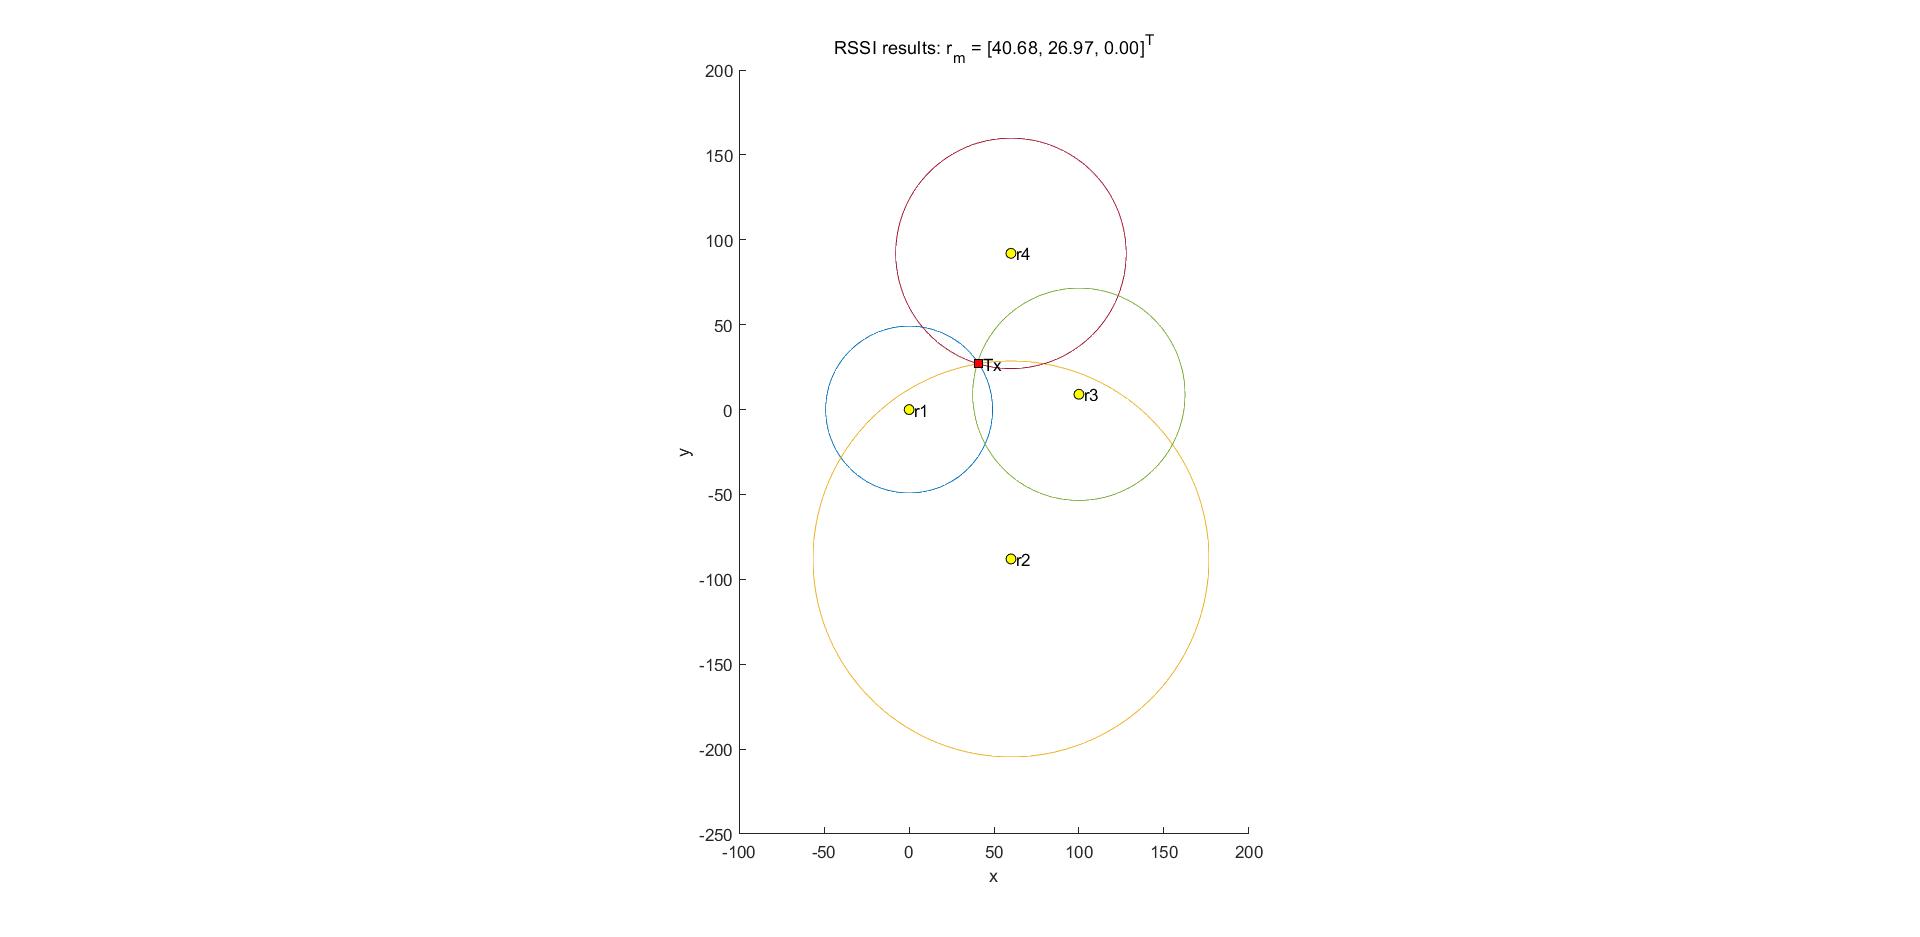 RSSI results: r_m = [40.68, 26.97, 0.00]^T
200
150
100
50
0
-50
-100
-150
-200
-250
y
r4
Tx
r3
r1
r2
-100 -50 0 50 100 150 200
x